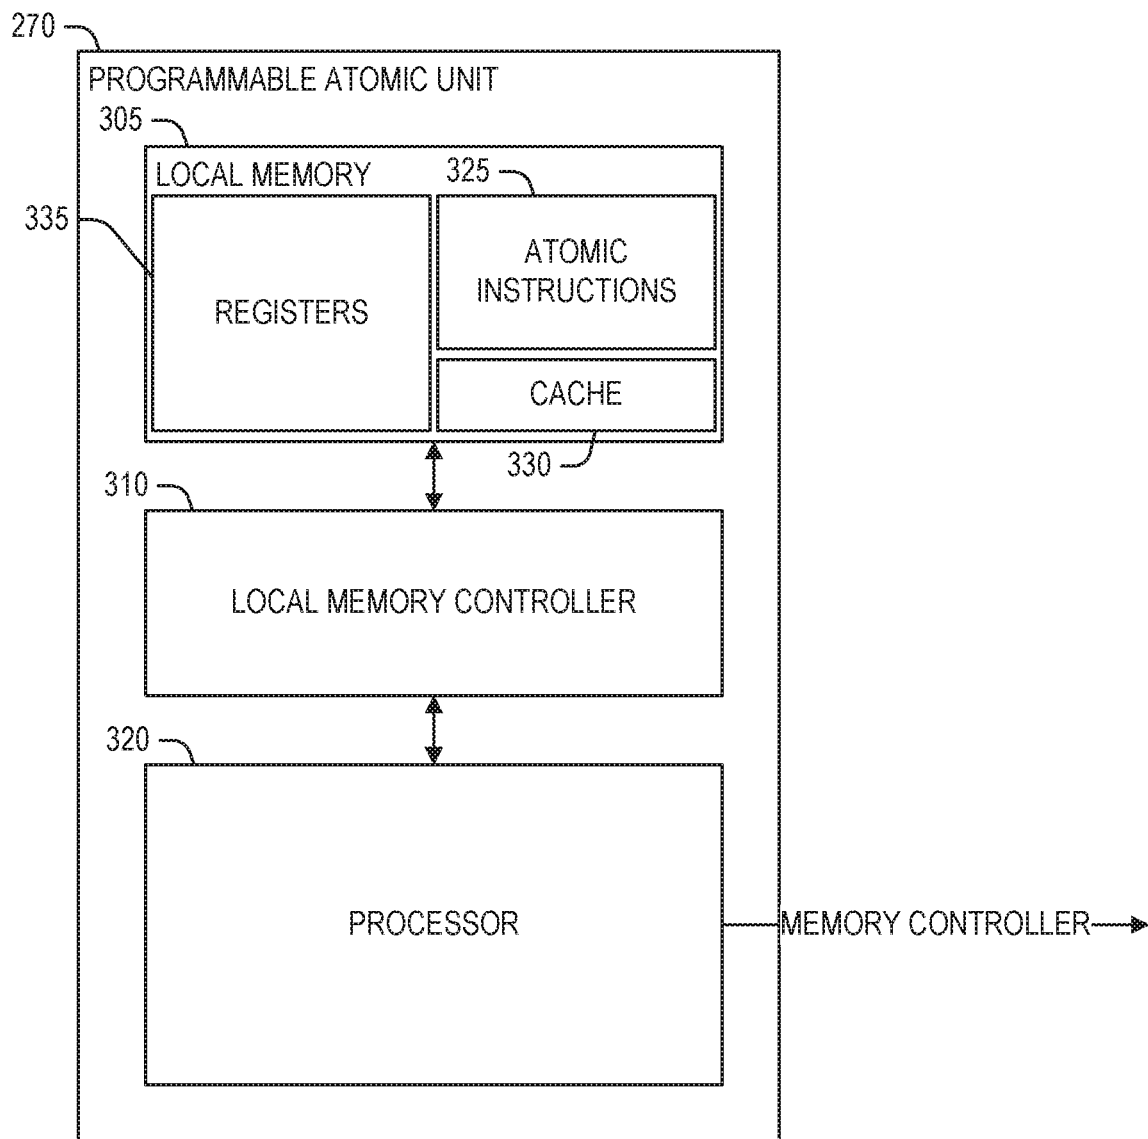 270
PROGRAMMABLE ATOMIC UNIT
305
LOCAL MEMORY
325
335
ATOMIC
INSTRUCTIONS
REGISTERS
CACHE
330
310
LOCAL MEMORY CONTROLLER
320
PROCESSOR
MEMORY CONTROLLER